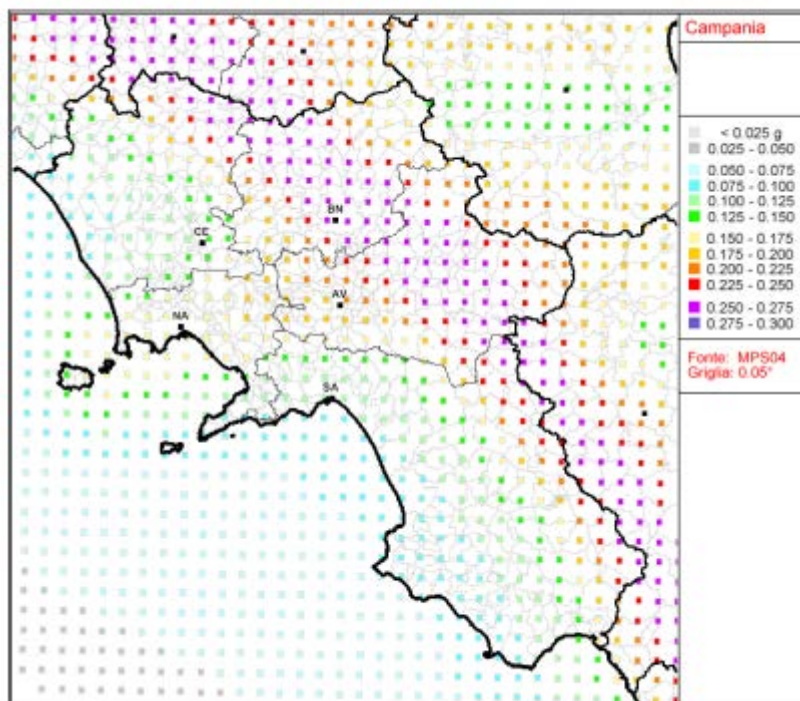 Campania
< 0.025 g
0.025 - 0.050
0.050 - 0.075
0.075 - 0.100
0.100 - 0.125
0.125 - 0.150
0.150 - 0.175
0.175 - 0.200
0.200 - 0.225
0.225 - 0.250
0.250 - 0.275
0.275 - 0.300
Fonte: MPS04
Griglia: 0.05°
BN
CE
AV
NA
SA